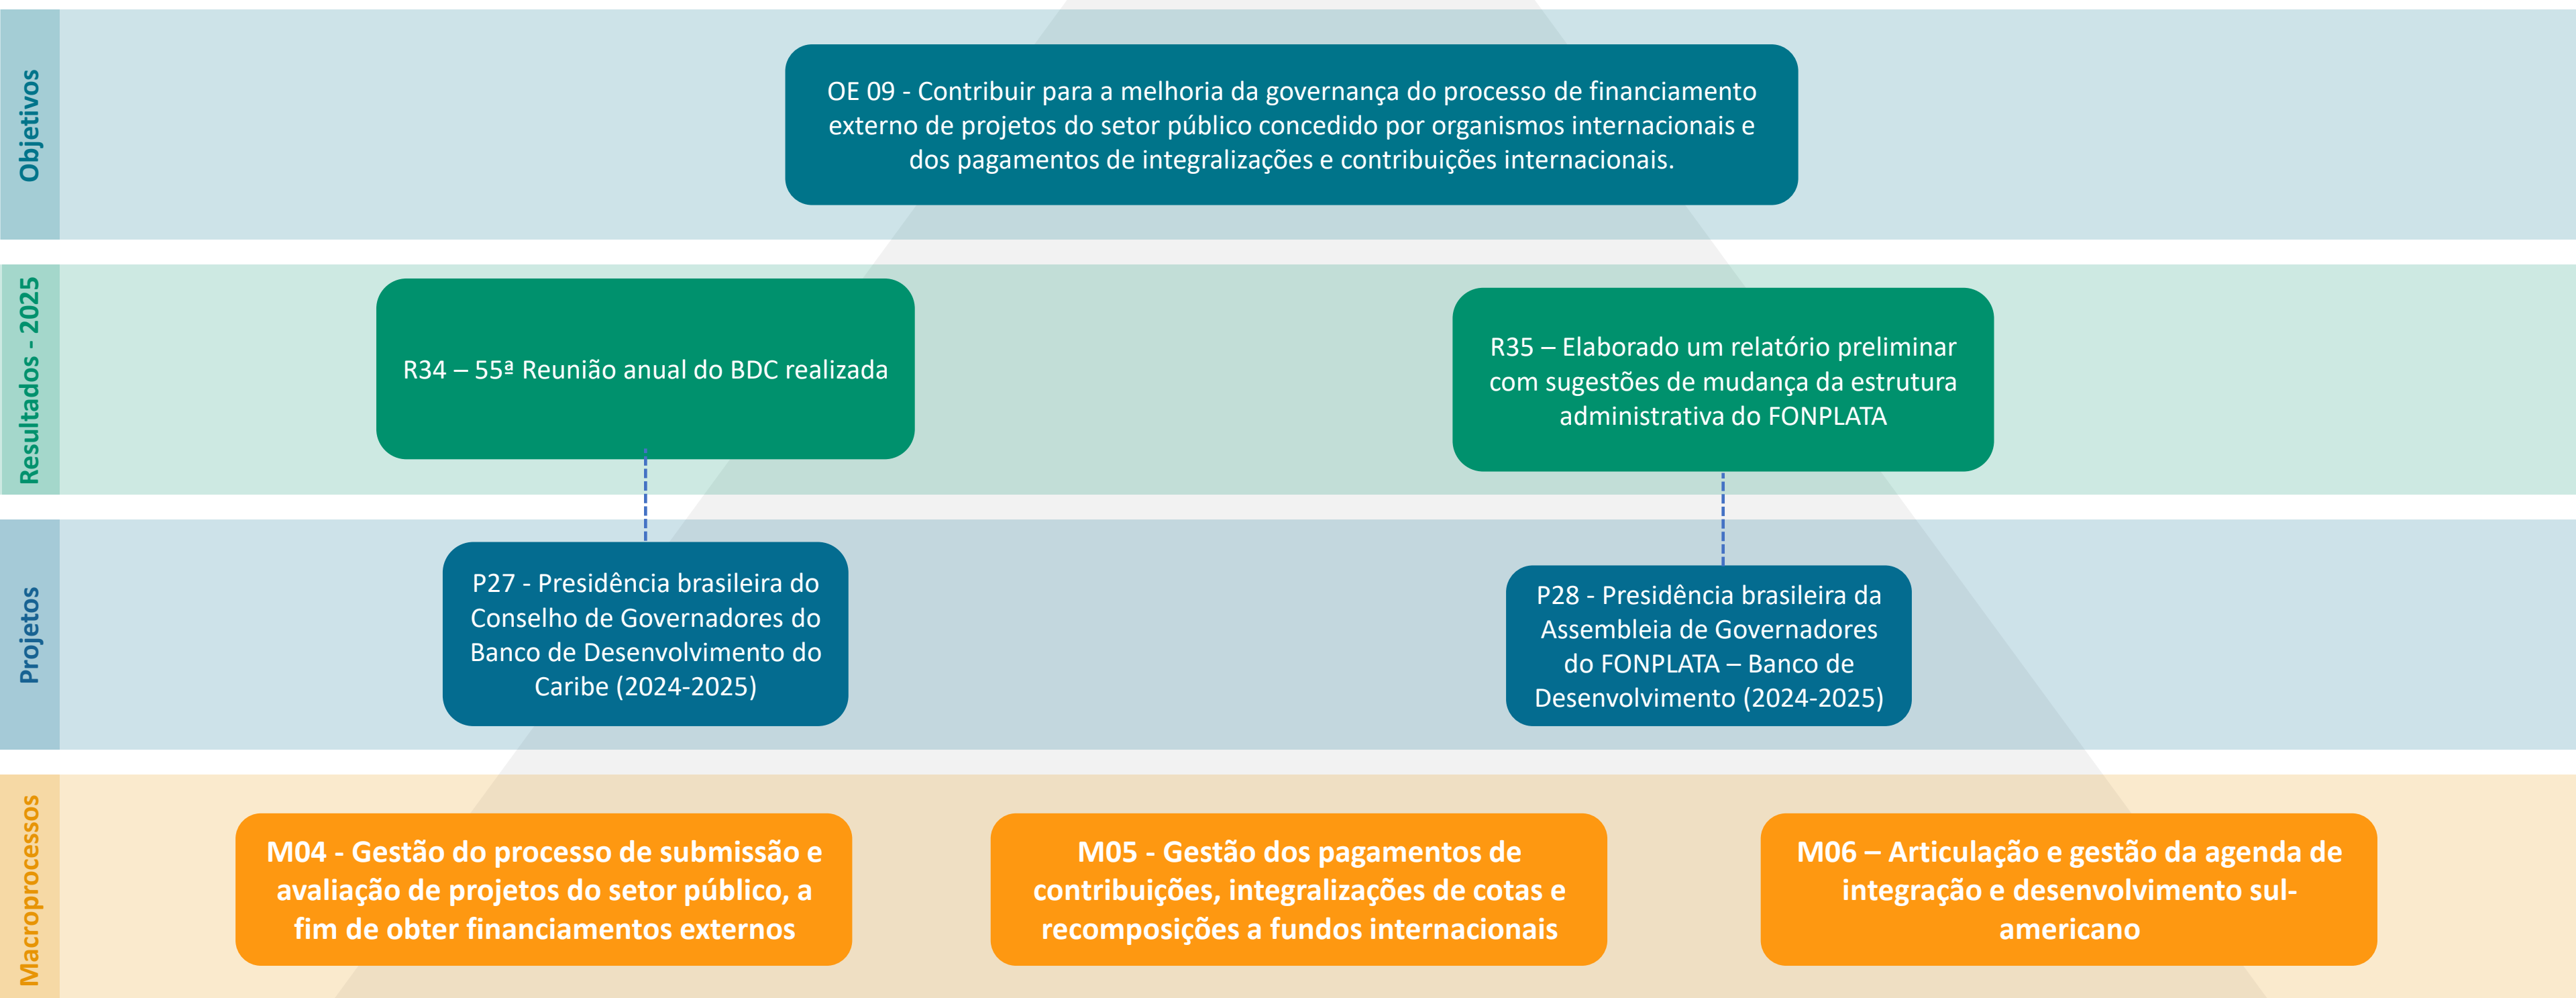 Objetivos
OE 09 - Contribuir para a melhoria da governança do processo de financiamento
externo de projetos do setor público concedido por organismos internacionais e
dos pagamentos de integralizações e contribuições internacionais.
Resultados - 2025
R34 – 55ª Reunião anual do BDC realizada
R35 – Elaborado um relatório preliminar
com sugestões de mudança da estrutura
administrativa do FONPLATA
Projetos
P27 - Presidência brasileira do
Conselho de Governadores do
Banco de Desenvolvimento do
Caribe (2024-2025)
P28 - Presidência brasileira da
Assembleia de Governadores
do FONPLATA – Banco de
Desenvolvimento (2024-2025)
Macroprocessos
M04 - Gestão do processo de submissão e
avaliação de projetos do setor público, a
fim de obter financiamentos externos
M05 - Gestão dos pagamentos de
contribuições, integralizações de cotas e
recomposições a fundos internacionais
M06 – Articulação e gestão da agenda de
integração e desenvolvimento sul-
americano